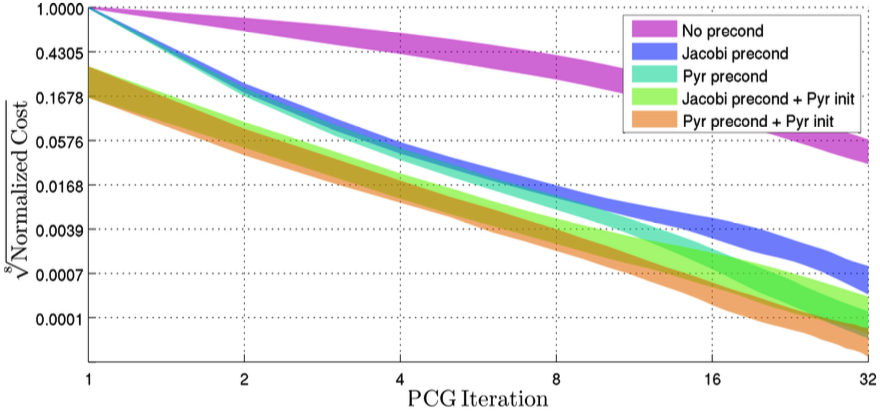 1.0000
0.4305
0.1678
0.0576
0.0168
0.0039
0.0007
0.0001
⁸√Normalized Cost
No precond
Jacobi precond
Pyr precond
Jacobi precond + Pyr init
Pyr precond + Pyr init
1 2 4 8 16 32
PCG Iteration